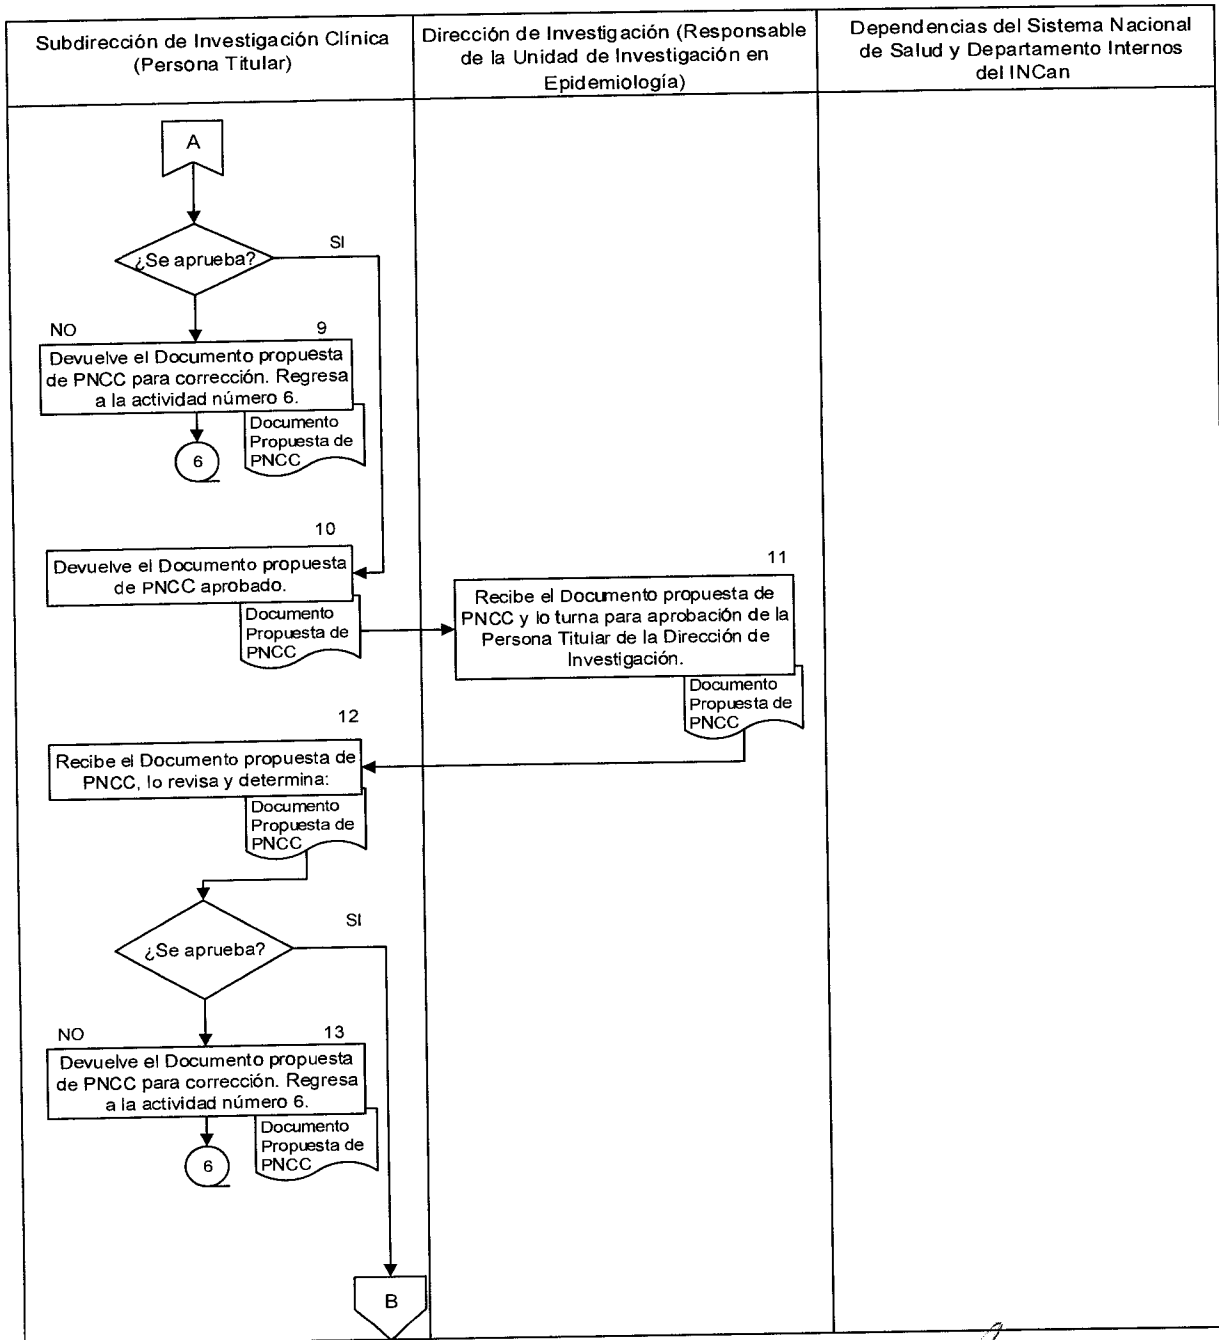 Subdirección de Investigación Clínica
(Persona Titular)
Dirección de Investigación (Responsable
de la Unidad de Investigación en
Epidemiología)
Dependencias del Sistema Nacional
de Salud y Departamento Internos
del INCan
A
¿Se aprueba?
SI
NO
9
Devuelve el Documento propuesta
de PNCC para corrección. Regresa
a la actividad número 6.
Documento
Propuesta de
PNCC
6
10
Devuelve el Documento propuesta
de PNCC aprobado.
Documento
Propuesta de
PNCC
11
Recibe el Documento propuesta de
PNCC y lo turna para aprobación de la
Persona Titular de la Dirección de
Investigación.
Documento
Propuesta de
PNCC
12
Recibe el Documento propuesta de
PNCC, lo revisa y determina:
Documento
Propuesta de
PNCC
¿Se aprueba?
SI
NO
13
Devuelve el Documento propuesta
de PNCC para corrección. Regresa
a la actividad número 6.
Documento
Propuesta de
PNCC
6
B